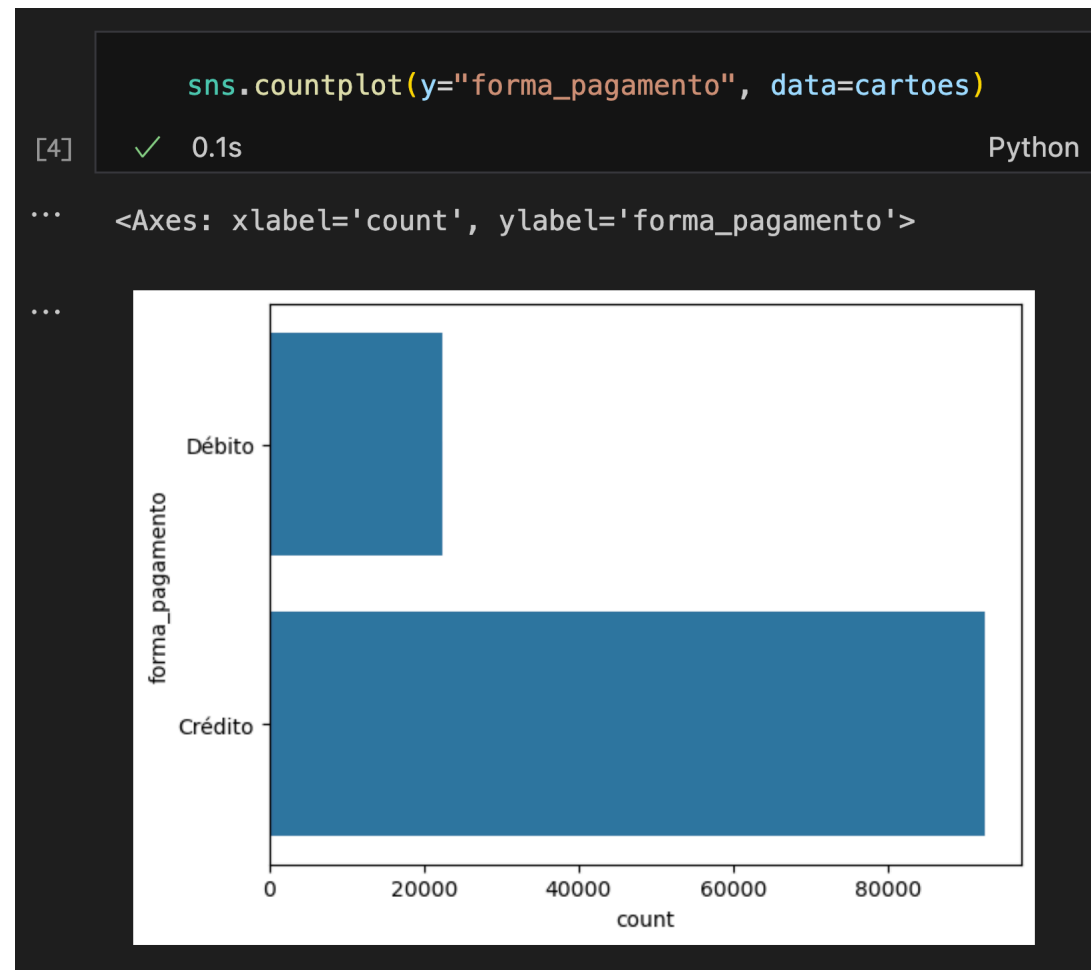 sns.countplot(y="forma_pagamento", data=cartoes)
[4]
0.1s
Python
...
<Axes: xlabel='count', ylabel='forma_pagamento'>
...
forma_pagamento
Débito
Crédito
0 20000 40000 60000 80000
count